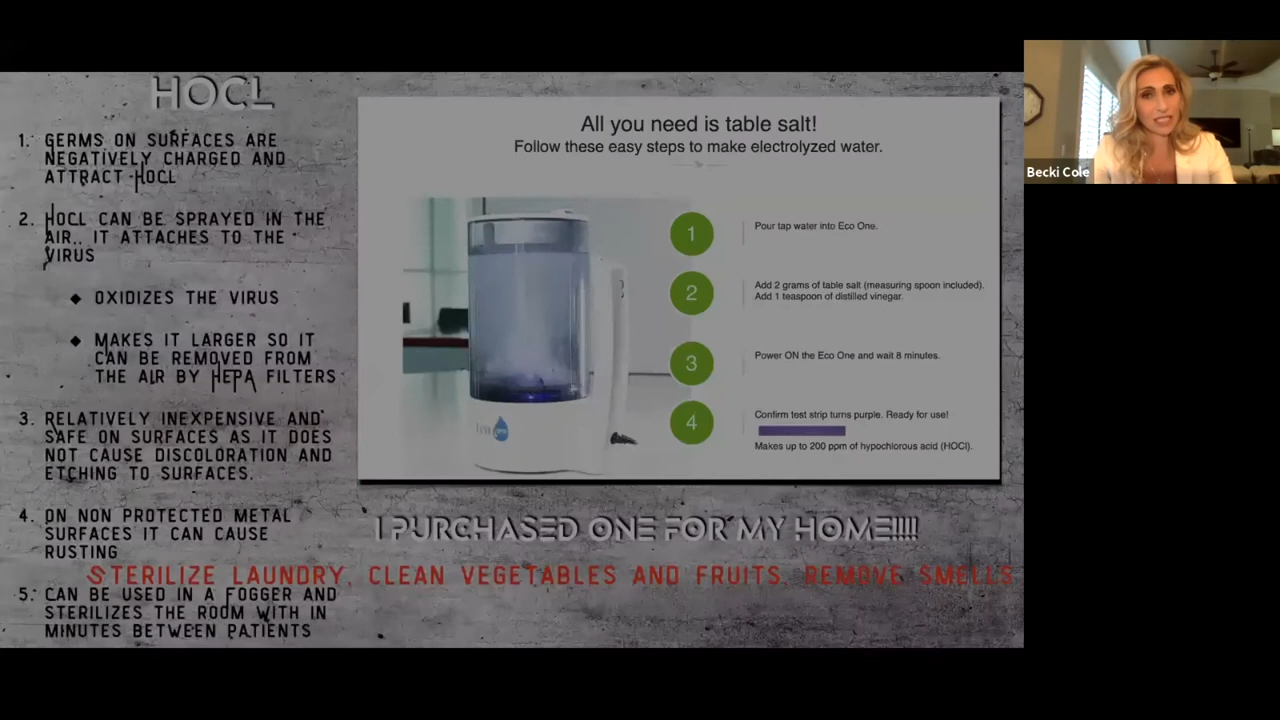 HOCL
1. GERMS ON SURFACES ARE
NEGATIVELY CHARGED AND
ATTRACT HOCL
2. HOCL CAN BE SPRAYED IN THE
AIR.. IT ATTACHES TO THE
VIRUS
◆ OXIDIZES THE VIRUS
◆ MAKES IT LARGER SO IT
CAN BE REMOVED FROM
THE AIR BY HEPA FILTERS
3. RELATIVELY INEXPENSIVE AND
SAFE ON SURFACES AS IT DOES
NOT CAUSE DISCOLORATION AND
ETCHING TO SURFACES.
4. ON NON PROTECTED METAL
SURFACES IT CAN CAUSE
RUSTING
5. CAN BE USED IN A FOGGER AND
STERILIZES THE ROOM WITH IN
MINUTES BETWEEN PATIENTS
All you need is table salt!
Follow these easy steps to make electrolyzed water.
1 Pour tap water into Eco One.
2 Add 2 grams of table salt (measuring spoon included).
Add 1 teaspoon of distilled vinegar.
3 Power ON the Eco One and wait 8 minutes.
4 Confirm test strip turns purple. Ready for use!
Makes up to 200 ppm of hypochlorous acid (HOCl).
I PURCHASED ONE FOR MY HOME!!!!
STERILIZE LAUNDRY, CLEAN VEGETABLES AND FRUITS, REMOVE SMELLS
Becki Cole